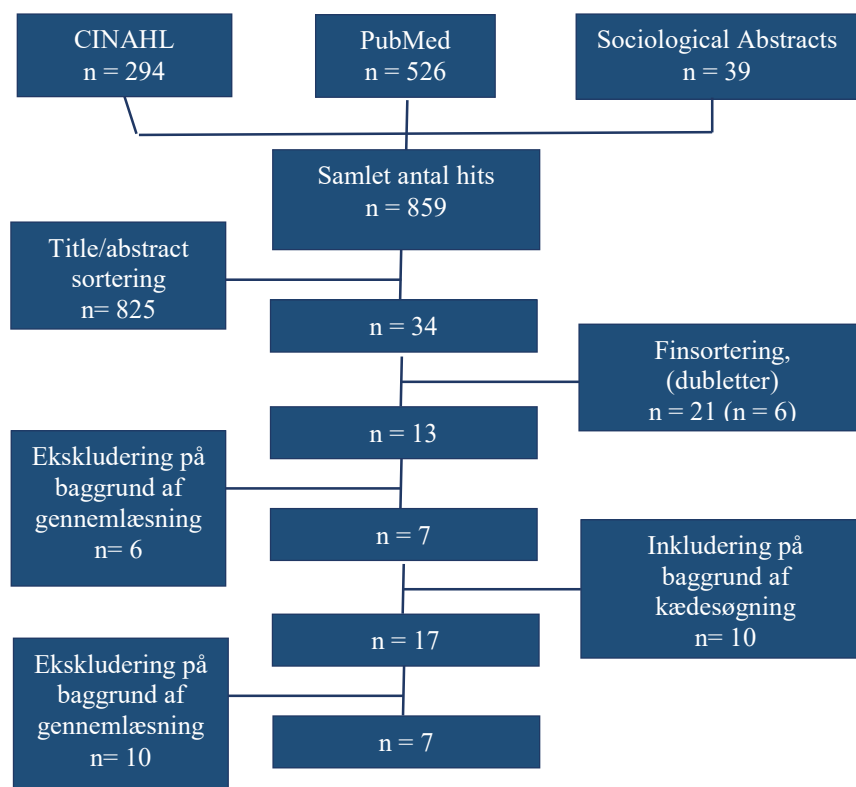 CINAHL
n = 294
PubMed
n = 526
Sociological Abstracts
n = 39
Samlet antal hits
n = 859
Title/abstract
sortering
n= 825
n = 34
Finsortering,
(dubletter)
n = 21 (n = 6)
n = 13
Ekskludering på
baggrund af
gennemlæsning
n= 6
n = 7
Inkludering på
baggrund af
kædesøgning
n= 10
n = 17
Ekskludering på
baggrund af
gennemlæsning
n= 10
n = 7